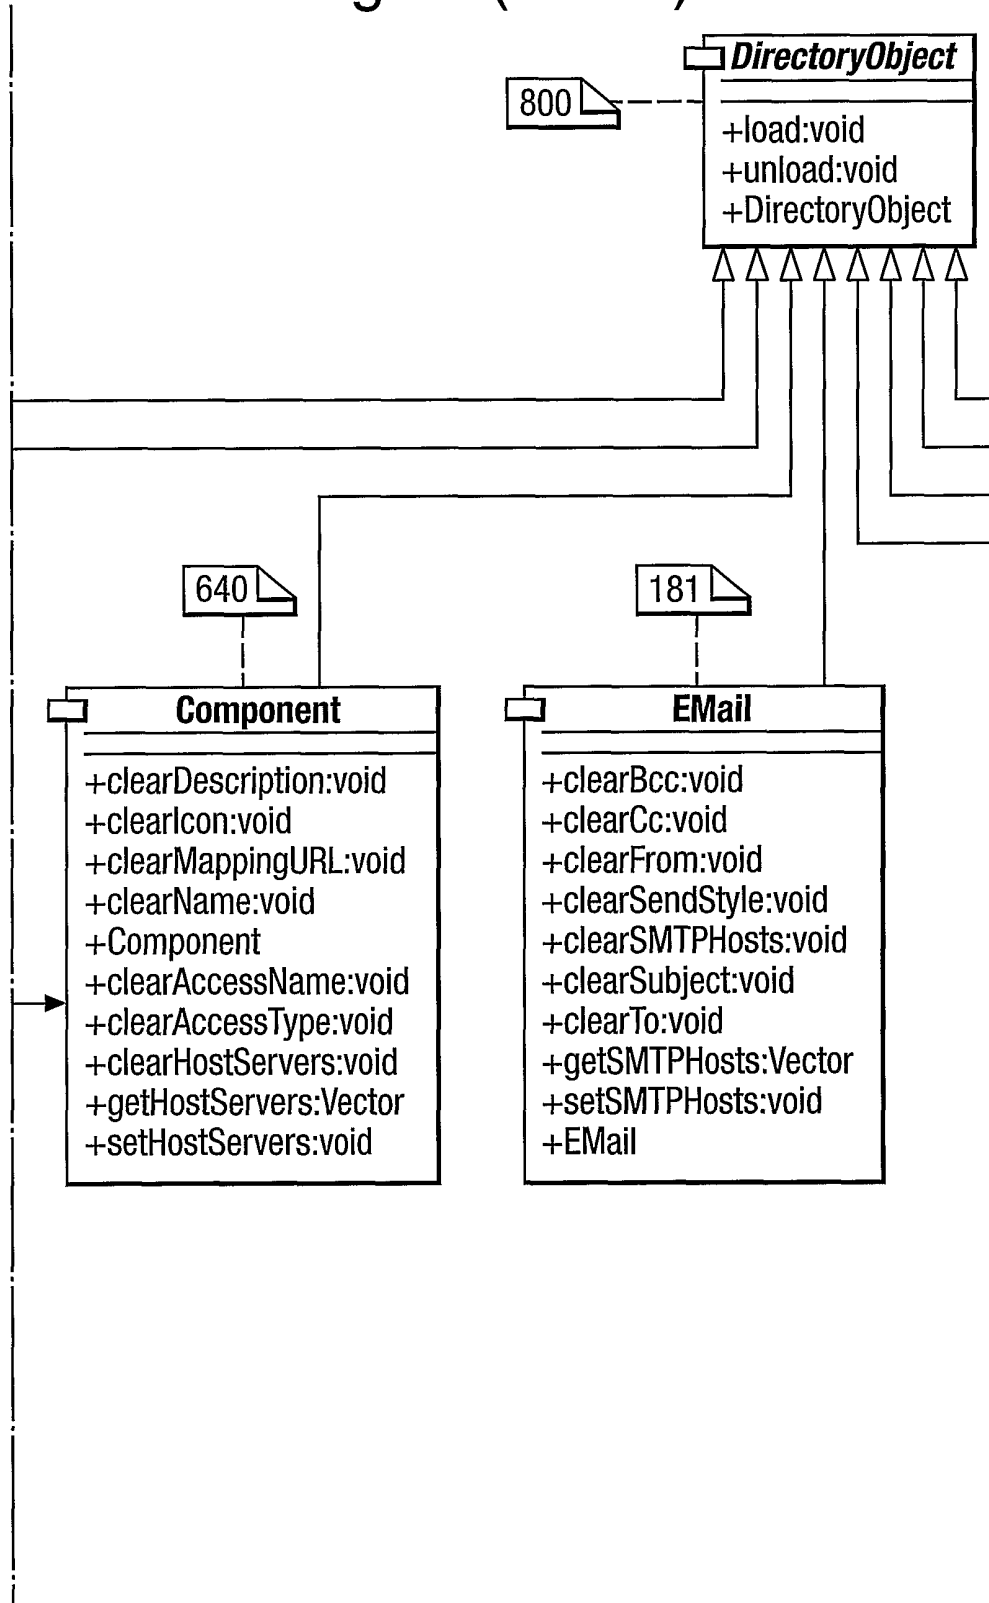 DirectoryObject
800
+load:void
+unload:void
+DirectoryObject
640
181
Component
+clearDescription:void
+clearIcon:void
+clearMappingURL:void
+clearName:void
+Component
+clearAccessName:void
+clearAccessType:void
+clearHostServers:void
+getHostServers:Vector
+setHostServers:void
EMail
+clearBcc:void
+clearCc:void
+clearFrom:void
+clearSendStyle:void
+clearSMTPHosts:void
+clearSubject:void
+clearTo:void
+getSMTPHosts:Vector
+setSMTPHosts:void
+EMail